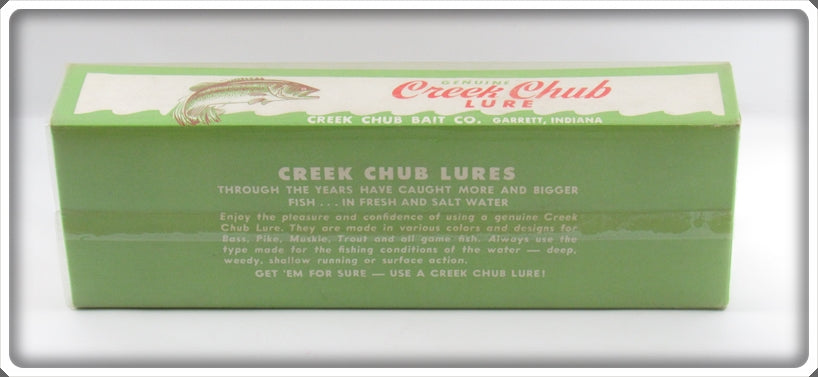 GENUINE
Creek Chub
LURE
CREEK CHUB BAIT CO. GARRETT, INDIANA
CREEK CHUB LURES
THROUGH THE YEARS HAVE CAUGHT MORE AND BIGGER
FISH . . . IN FRESH AND SALT WATER
Enjoy the pleasure and confidence of using a genuine Creek
Chub Lure. They are made in various colors and designs for
Bass, Pike, Muskie, Trout and all game fish. Always use the
type made for the fishing conditions of the water — deep,
weedy, shallow running or surface action.
GET 'EM FOR SURE — USE A CREEK CHUB LURE!